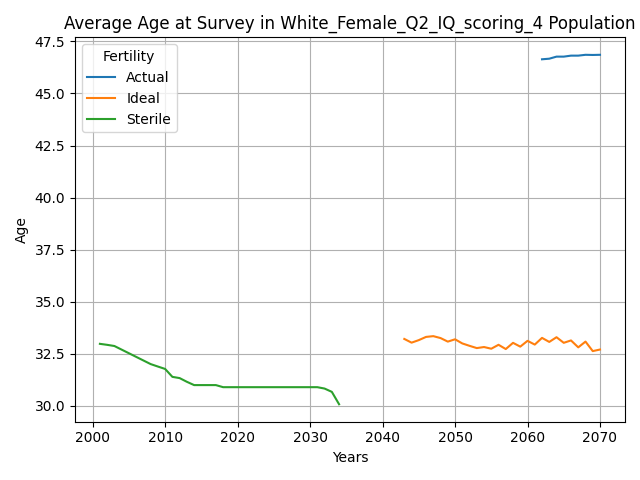 Average Age at Survey in White_Female_Q2_IQ_scoring_4 Population
47.5
45.0
42.5
40.0
37.5
35.0
32.5
30.0
Age
Fertility
Actual
Ideal
Sterile
2000 2010 2020 2030 2040 2050 2060 2070
Years